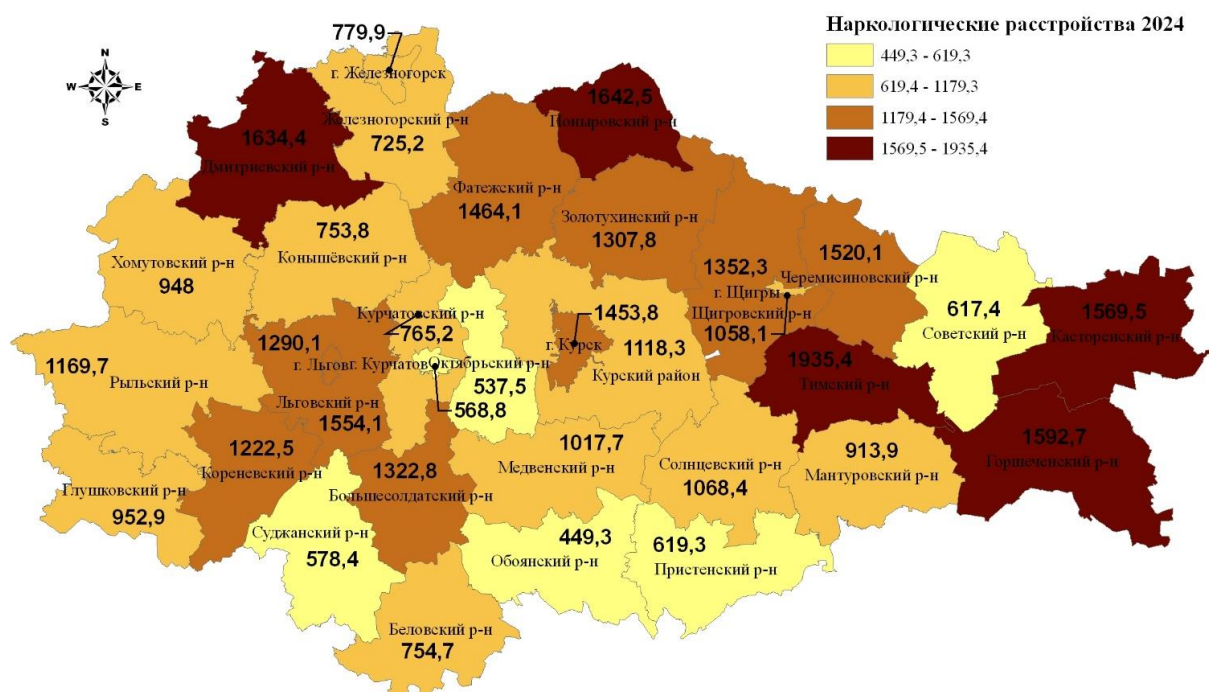 Наркологические расстройства 2024
449,3 - 619,3
619,4 - 1179,3
1179,4 - 1569,4
1569,5 - 1935,4
N
W E
S
779,9
г. Железногорск
Железногорский р-н
725,2
1634,4
Дмитриевский р-н
1642,5
Поныровский р-н
Фатежский р-н
1464,1
Золотухинский р-н
1307,8
753,8
Конышёвский р-н
Хомутовский р-н
948
1352,3
г. Щигры
Щигровский р-н
1058,1
1520,1
Черемисиновский р-н
617,4
Советский р-н
1569,5
Касторенский р-н
Курчатовский р-н
765,2
1453,8
г. Курск
1118,3
Курский район
1290,1
г. Льгов
г. Курчатов
Октябрьский р-н
537,5
568,8
1169,7
Рыльский р-н
Льговский р-н
1554,1
1935,4
Тимский р-н
1592,7
Горшеченский р-н
1222,5
Кореневский р-н
1322,8
Большесолдатский р-н
1017,7
Медвенский р-н
Солнцевский р-н
1068,4
913,9
Мантуровский р-н
Глушковский р-н
952,9
Суджанский р-н
578,4
449,3
Обоянский р-н
619,3
Пристенский р-н
Беловский р-н
754,7